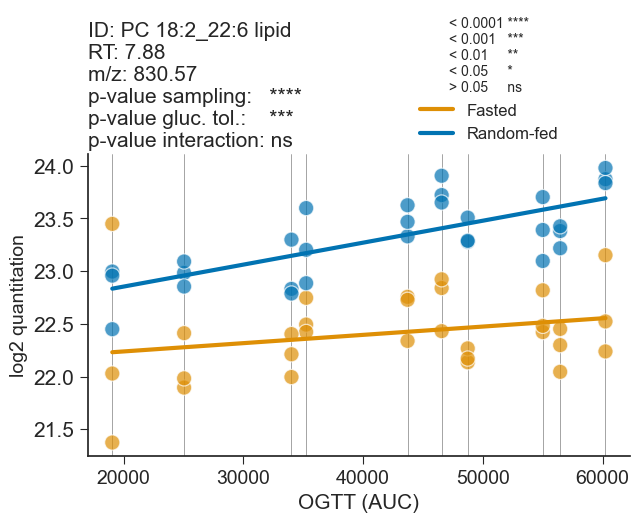 ID: PC 18:2_22:6 lipid
RT: 7.88
m/z: 830.57
p-value sampling: ****
p-value gluc. tol.: ***
p-value interaction: ns
< 0.0001 ****
< 0.001 ***
< 0.01 **
< 0.05 *
> 0.05 ns
Fasted
Random-fed
24.0
23.5
23.0
22.5
22.0
21.5
log2 quantitation
20000 30000 40000 50000 60000
OGTT (AUC)